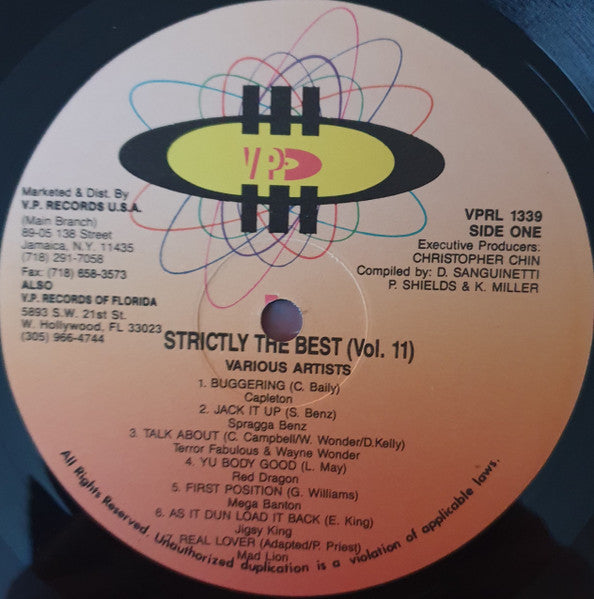 VP
Marketed & Dist. By
V.P. RECORDS U.S.A.
(Main Branch)
89-05 138 Street
Jamaica, N.Y. 11435
(718) 291-7058
Fax: (718) 658-3573
ALSO
V.P. RECORDS OF FLORIDA
5893 S.W. 21st St.
W. Hollywood, FL 33023
(305) 966-4744
VPRL 1339
SIDE ONE
Executive Producers:
CHRISTOPHER CHIN
Compiled by: D. SANGUINETTI
P. SHIELDS & K. MILLER
STRICTLY THE BEST (Vol. 11)
VARIOUS ARTISTS
1. BUGGERING (C. Baily)
Capleton
2. JACK IT UP (S. Benz)
Spragga Benz
3. TALK ABOUT (C. Campbell/W. Wonder/D.Kelly)
Terror Fabulous & Wayne Wonder
4. YU BODY GOOD (L. May)
Red Dragon
5. FIRST POSITION (G. Williams)
Mega Banton
6. AS IT DUN LOAD IT BACK (E. King)
Jigsy King
REAL LOVER (Adapted/P. Priest)
Mad Lion
All Rights Reserved. Unauthorized duplication is a violation of applicable laws.